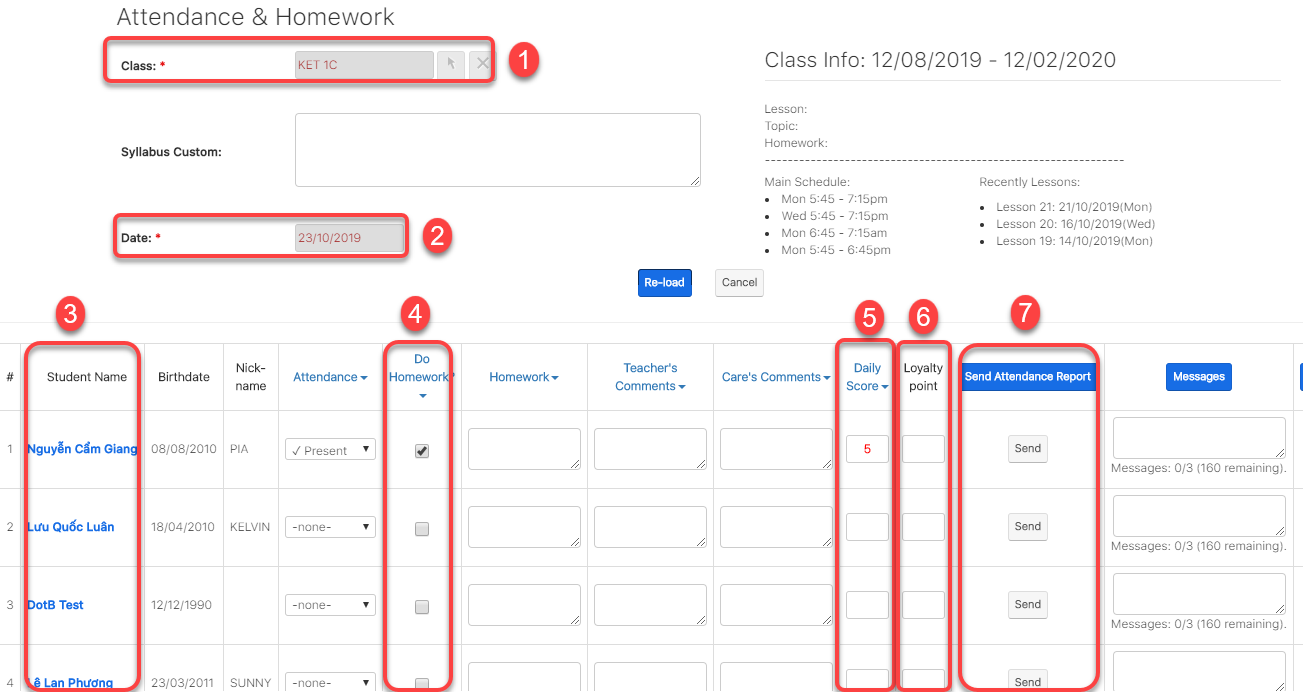 Attendance & Homework
Class: *
KET 1C
1
Syllabus Custom:
Date: *
23/10/2019
2
Class Info: 12/08/2019 - 12/02/2020
Lesson:
Topic:
Homework:
------------------------------------------------------------------------
Main Schedule:
Mon 5:45 - 7:15pm
Wed 5:45 - 7:15pm
Mon 6:45 - 7:15am
Mon 5:45 - 6:45pm
Recently Lessons:
Lesson 21: 21/10/2019(Mon)
Lesson 20: 16/10/2019(Wed)
Lesson 19: 14/10/2019(Mon)
Re-load
Cancel
3
4
5
6
7
#
Student Name
Birthdate
Nick-
name
Attendance
Do
Homework*
Homework
Teacher's
Comments
Care's Comments
Daily
Score
Loyalty
point
Send Attendance Report
Messages
1 Nguyễn Cẩm Giang 08/08/2010 PIA ✓ Present 5 Send
Messages: 0/3 (160 remaining).
2 Lưu Quốc Luân 18/04/2010 KELVIN -none- Send
Messages: 0/3 (160 remaining).
3 DotB Test 12/12/1990 -none- Send
Messages: 0/3 (160 remaining).
4 Lê Lan Phương 23/03/2011 SUNNY -none- Send